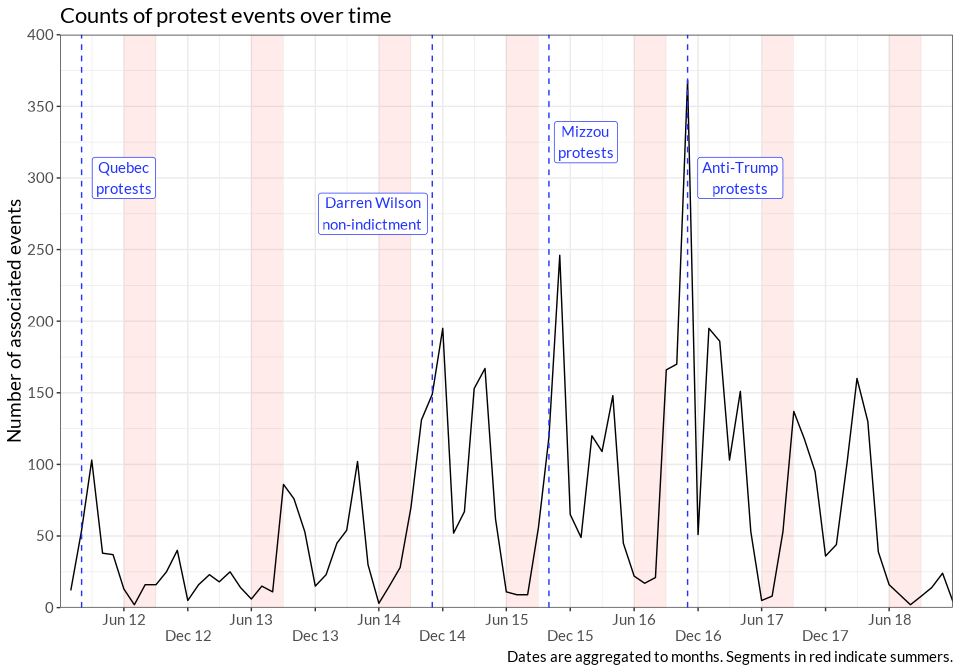 Counts of protest events over time
Number of associated events
400
350
300
250
200
150
100
50
0
Quebec
protests
Darren Wilson
non-indictment
Mizzou
protests
Anti-Trump
protests
Jun 12
Dec 12
Jun 13
Dec 13
Jun 14
Dec 14
Jun 15
Dec 15
Jun 16
Dec 16
Jun 17
Dec 17
Jun 18
Dates are aggregated to months. Segments in red indicate summers.